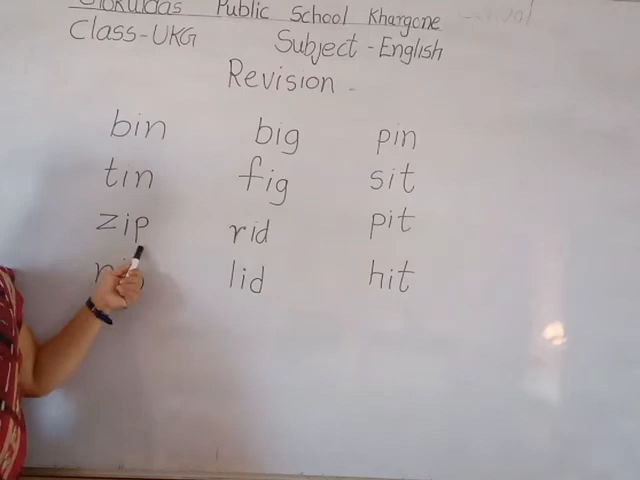 Public School Khargone
Class-UKG Subject - English
Revision -
bin big pin
tin fig sit
zip rid pit
lid hit